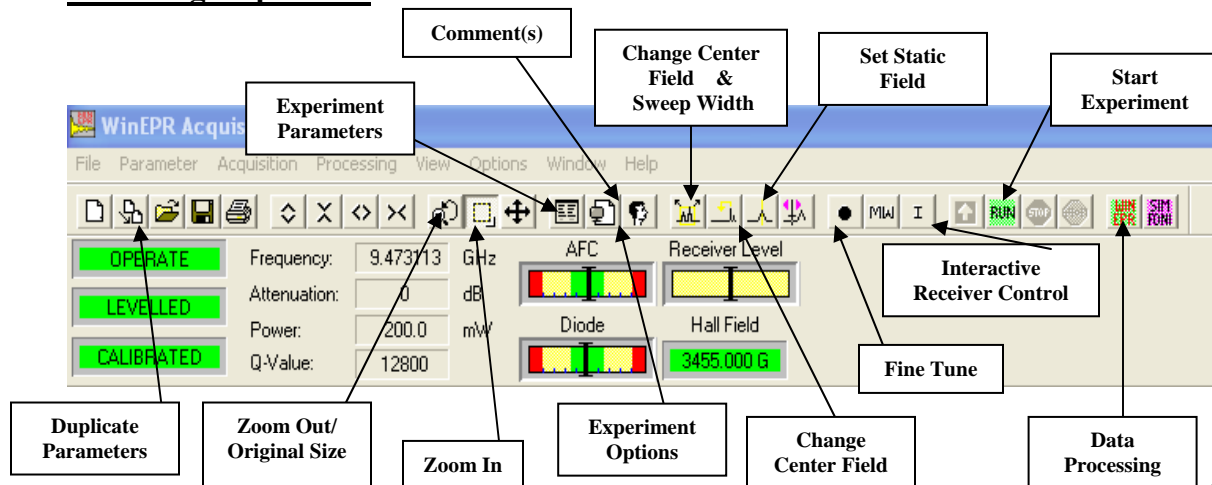 Comment(s)
Change Center
Field &
Sweep Width
Set Static
Field
Start
Experiment
Experiment
Parameters
WinEPR Acquis
File Parameter Acquisition Processing View Options Window Help
MW I RUN STOP WIN EPR SIM FONI
OPERATE
LEVELLED
CALIBRATED
Frequency: 9.473113 GHz
Attenuation: 0 dB
Power: 200.0 mW
Q-Value: 12800
AFC
Receiver Level
Diode
Hall Field
3455.000 G
Interactive
Receiver Control
Fine Tune
Duplicate
Parameters
Zoom Out/
Original Size
Zoom In
Experiment
Options
Change
Center Field
Data
Processing